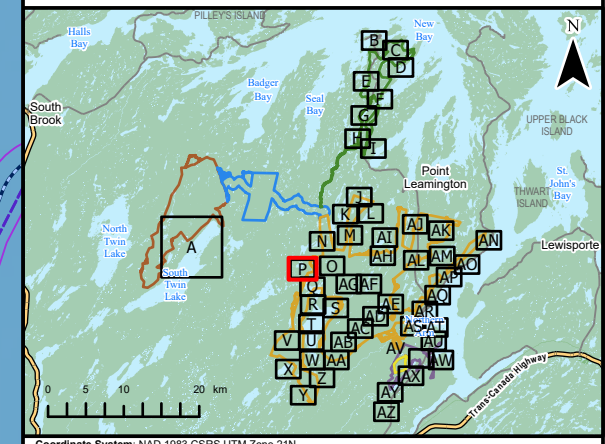 PILLEY'S ISLAND
Halls
Bay
New
Bay
N
B
C
D
Badger
Bay
E
Seal
Bay
F
South
Brook
G
UPPER BLACK
ISLAND
H
I
Point
Leamington
St.
John's
Bay
THWART
ISLAND
J
K
L
AJ
AK
North
Twin
Lake
A
N
M
AI
AN
Lewisporte
AH
AL
AM
AO
P
O
South
Twin
Lake
AP
Q
AG
AF
AQ
R
S
AE
AR
AD
T
AC
AS
AT
V
U
AB
AV
AU
W
AA
AW
X
Z
AX
Trans-Canada Highway
Y
AY
AZ
0 5 10 20 km
Coordinate System: NAD 1983 CSRS UTM Zone 21N